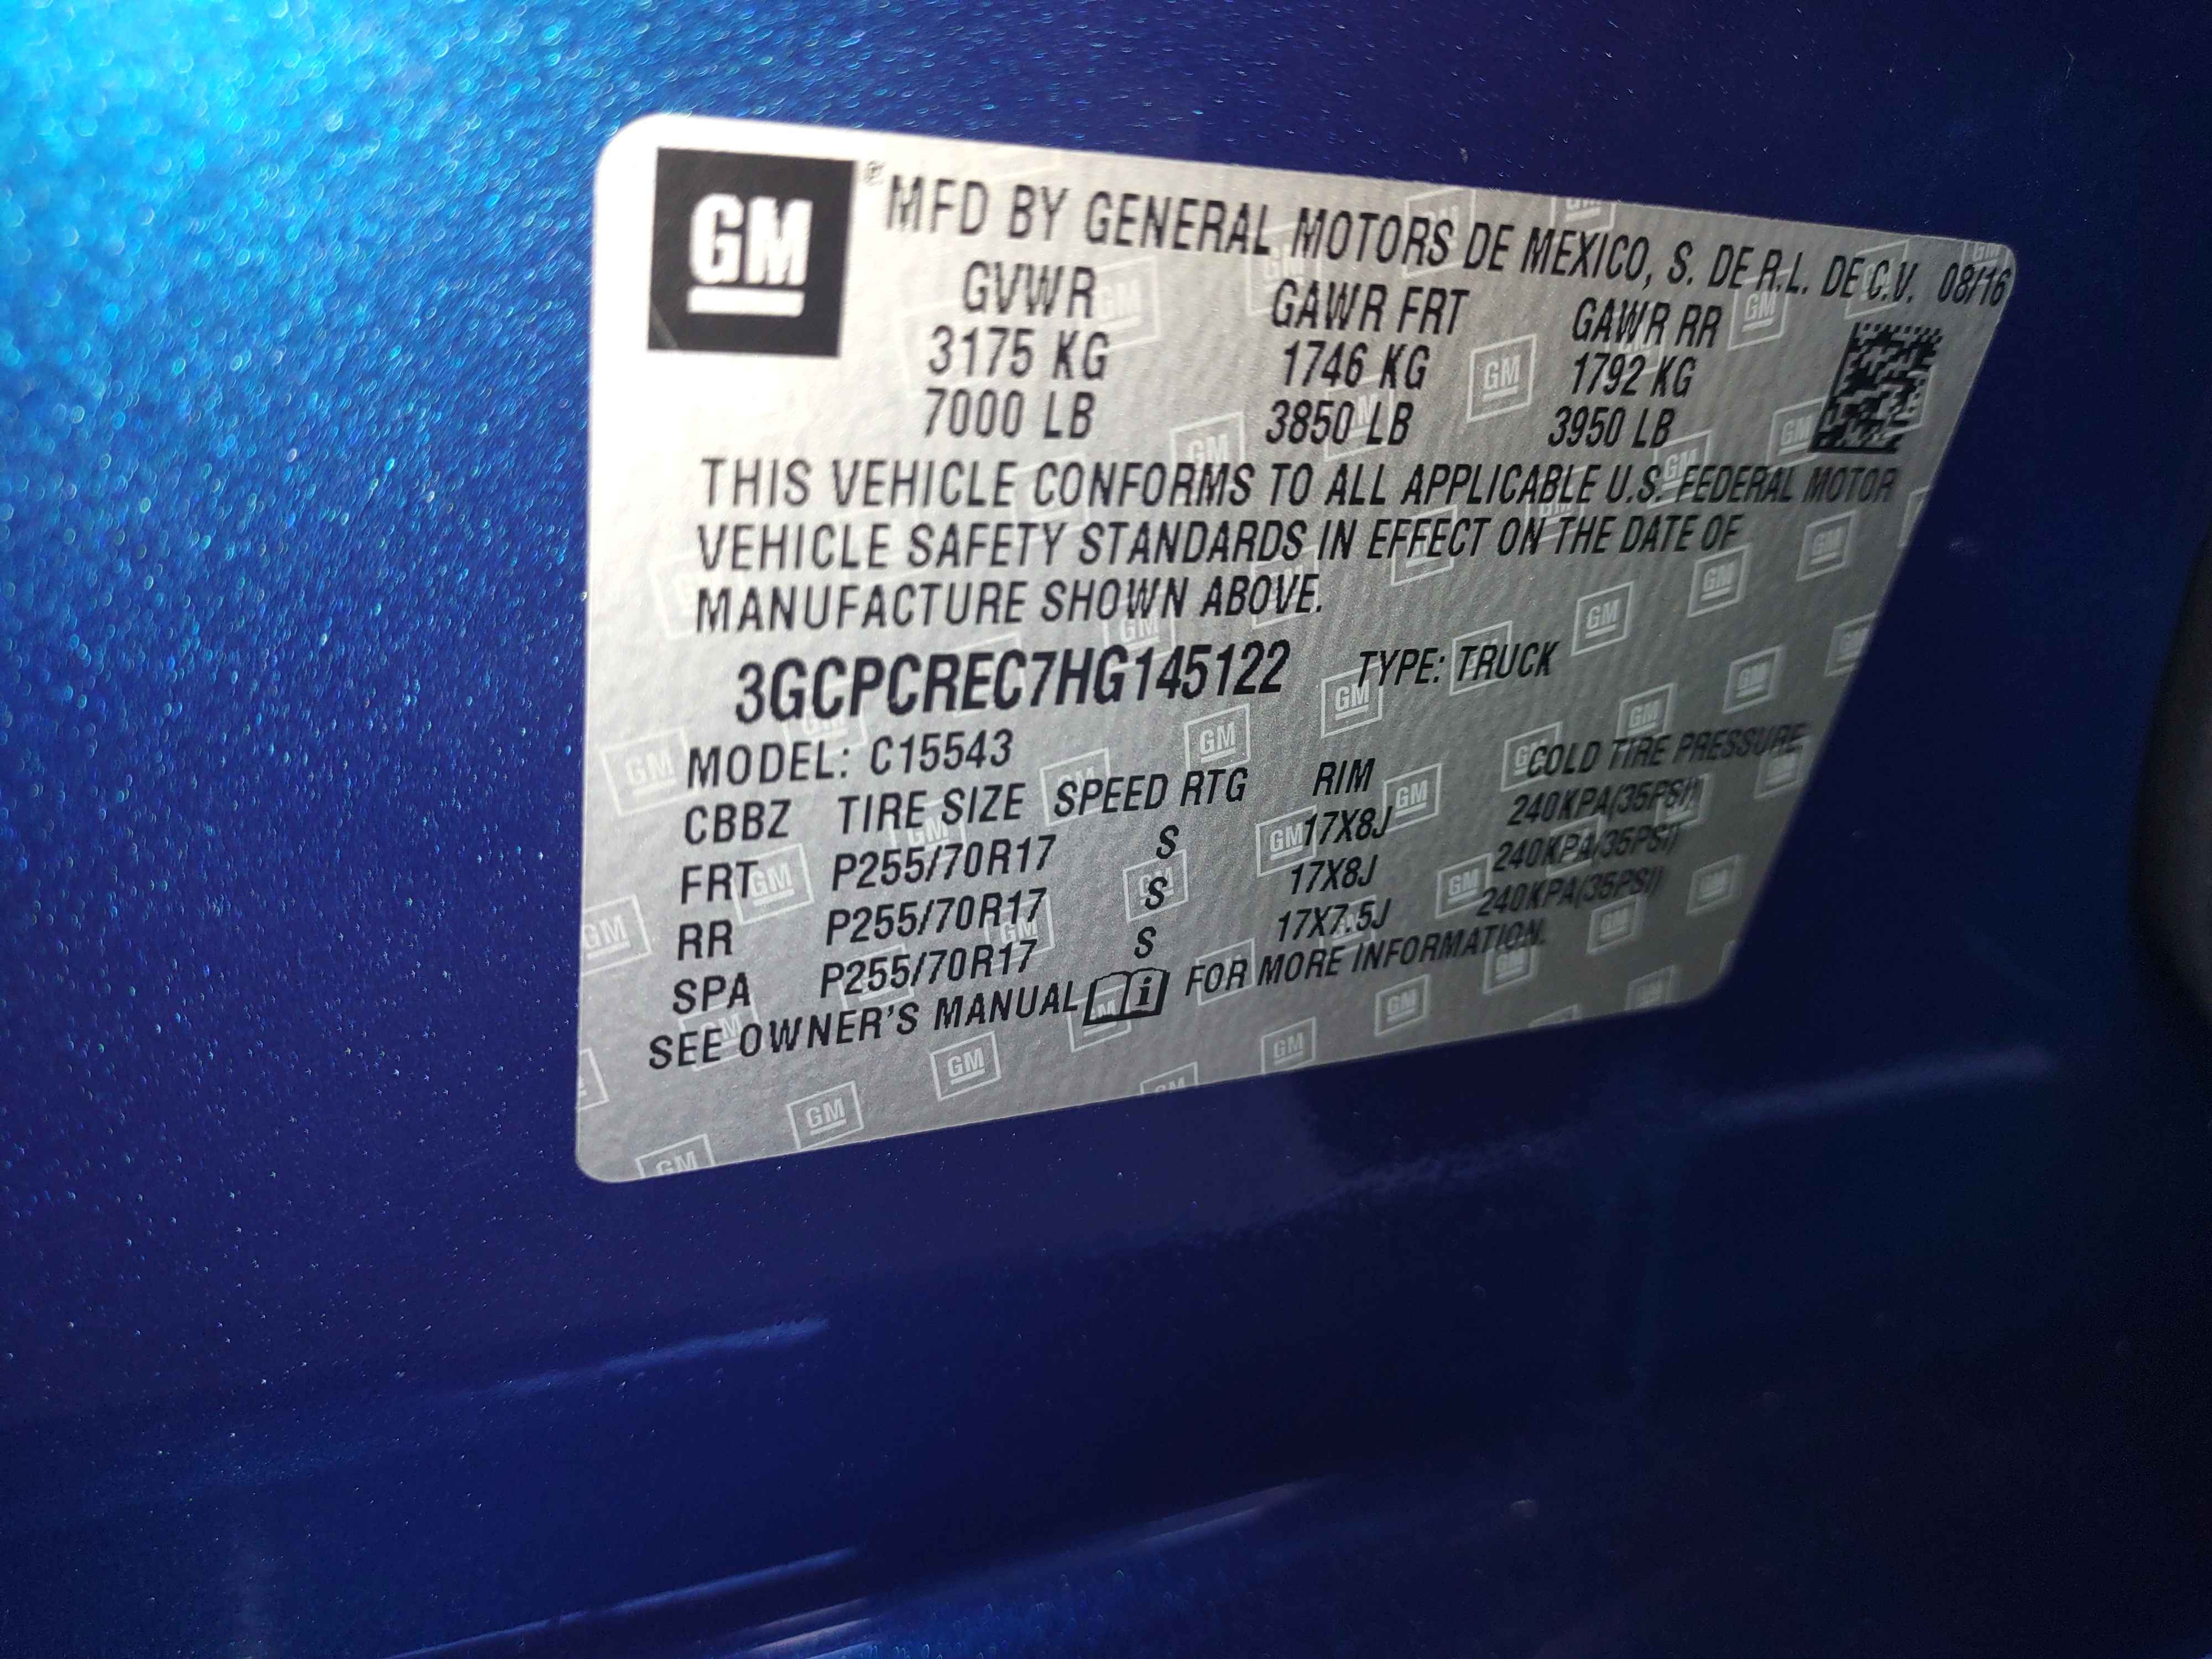 GM ® MFD BY GENERAL MOTORS DE MEXICO, S. DE R.L. DE C.V. 08/16
GVWR GAWR FRT GAWR RR
3175 KG 1746 KG 1792 KG
7000 LB 3850 LB 3950 LB
THIS VEHICLE CONFORMS TO ALL APPLICABLE U.S. FEDERAL MOTOR
VEHICLE SAFETY STANDARDS IN EFFECT ON THE DATE OF
MANUFACTURE SHOWN ABOVE.
3GCPCREC7HG145122 TYPE: TRUCK
MODEL: C15543
CBBZ TIRE SIZE SPEED RTG RIM COLD TIRE PRESSURE
FRT P255/70R17 S 17X8J 240KPA(35PSI)
RR P255/70R17 S 17X8J 240KPA(35PSI)
SPA P255/70R17 S 17X7.5J 240KPA(35PSI)
SEE OWNER'S MANUAL i FOR MORE INFORMATION.